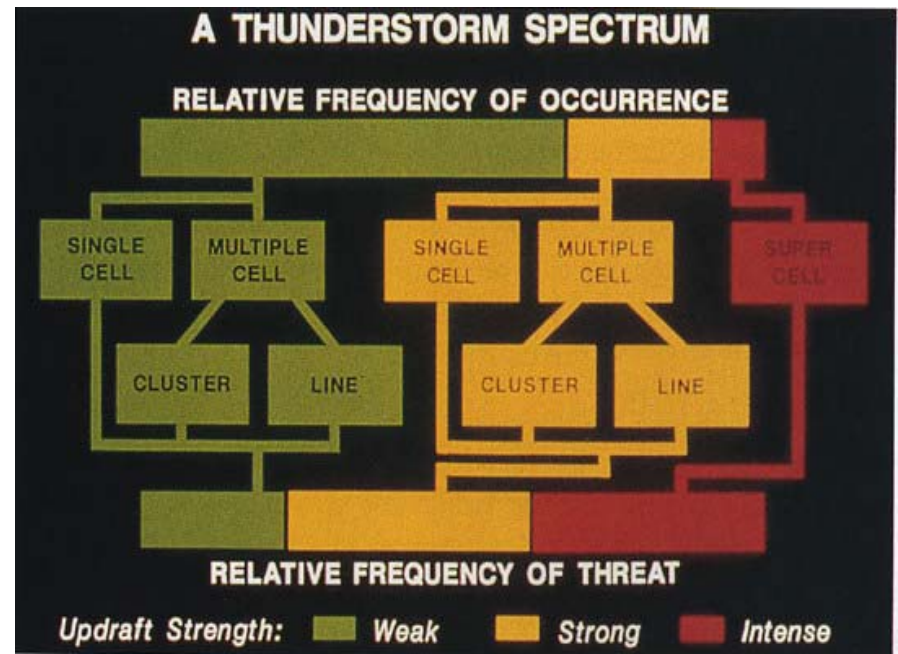 A THUNDERSTORM SPECTRUM
RELATIVE FREQUENCY OF OCCURRENCE
SINGLE
CELL
MULTIPLE
CELL
SINGLE
CELL
MULTIPLE
CELL
SUPER
CELL
CLUSTER
LINE
CLUSTER
LINE
RELATIVE FREQUENCY OF THREAT
Updraft Strength: Weak Strong Intense